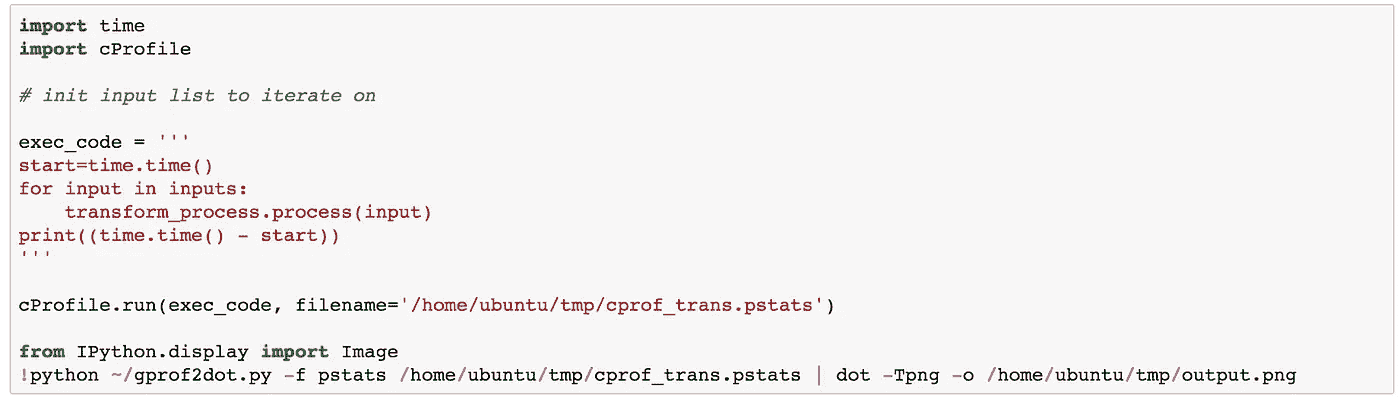 import time
import cProfile
# init input list to iterate on
exec_code = '''
start=time.time()
for input in inputs:
    transform_process.process(input)
print((time.time() - start))
'''
cProfile.run(exec_code, filename='/home/ubuntu/tmp/cprof_trans.pstats')
from IPython.display import Image
!python ~/gprof2dot.py -f pstats /home/ubuntu/tmp/cprof_trans.pstats | dot -Tpng -o /home/ubuntu/tmp/output.png